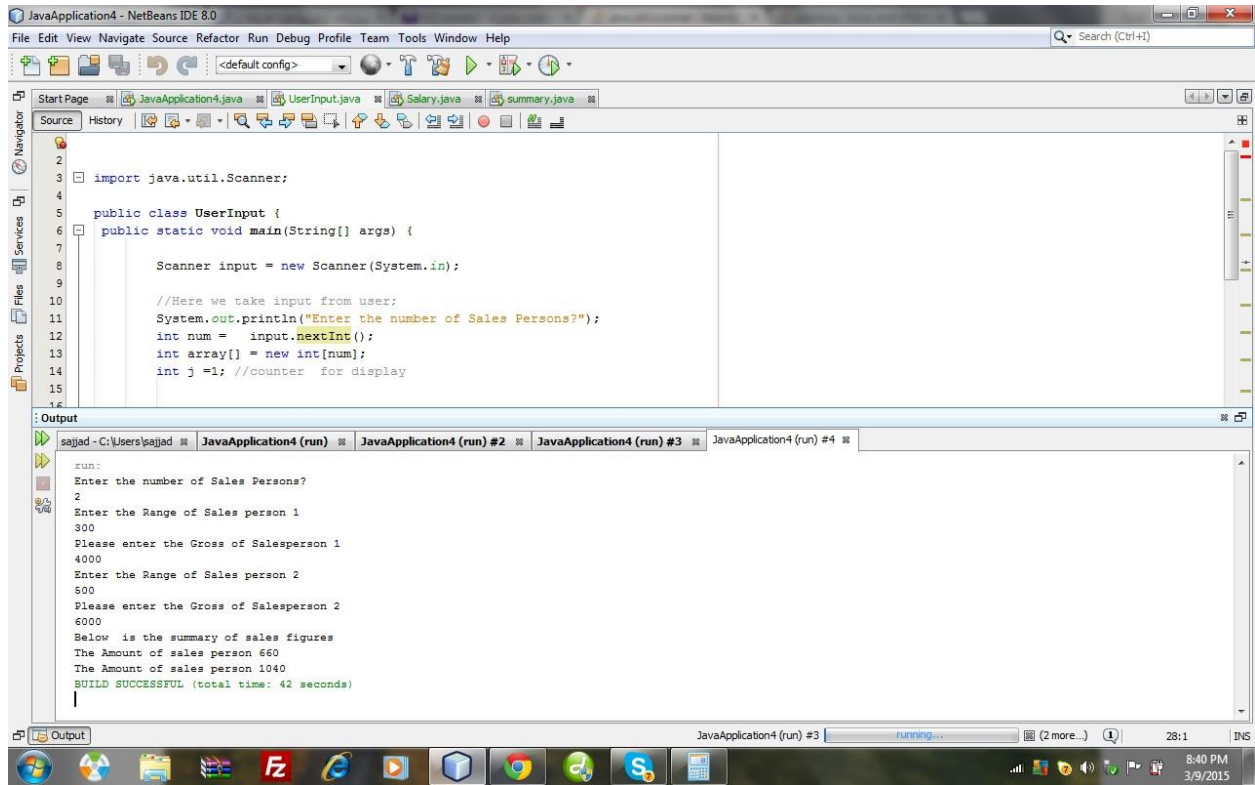 JavaApplication4 - NetBeans IDE 8.0
File Edit View Navigate Source Refactor Run Debug Profile Team Tools Window Help
Search (Ctrl+I)
<default config>
Start Page JavaApplication4.java UserInput.java Salary.java summary.java
Source History
Navigator
Services
Files
Projects
2
3 import java.util.Scanner;
4
5 public class UserInput {
6 public static void main(String[] args) {
7
8 Scanner input = new Scanner(System.in);
9
10 //Here we take input from user;
11 System.out.println("Enter the number of Sales Persons?");
12 int num =   input.nextInt();
13 int array[] = new int[num];
14 int j =1; //counter  for display
15
16
: Output
sajjad - C:\Users\sajjad JavaApplication4 (run) JavaApplication4 (run) #2 JavaApplication4 (run) #3 JavaApplication4 (run) #4
run:
Enter the number of Sales Persons?
2
Enter the Range of Sales person 1
300
Please enter the Gross of Salesperson 1
4000
Enter the Range of Sales person 2
500
Please enter the Gross of Salesperson 2
6000
Below  is the summary of sales figures
The Amount of sales person 660
The Amount of sales person 1040
BUILD SUCCESSFUL (total time: 42 seconds)
Output
JavaApplication4 (run) #3 running... (2 more...) 1 28:1 INS
Fz
8:40 PM
3/9/2015